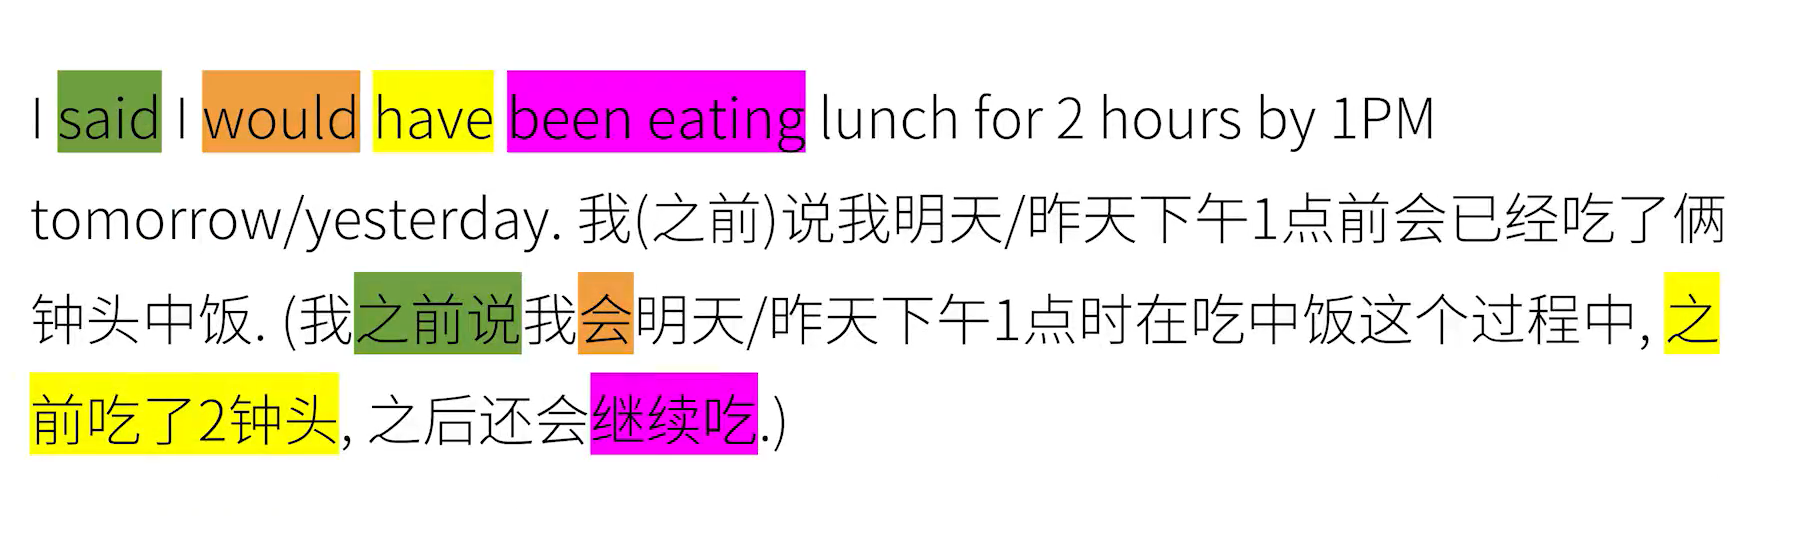 I said I would have been eating lunch for 2 hours by 1PM
tomorrow/yesterday. 我(之前)说我明天/昨天下午1点前会已经吃了俩
钟头中饭. (我之前说我会明天/昨天下午1点时在吃中饭这个过程中, 之
前吃了2钟头, 之后还会继续吃.)